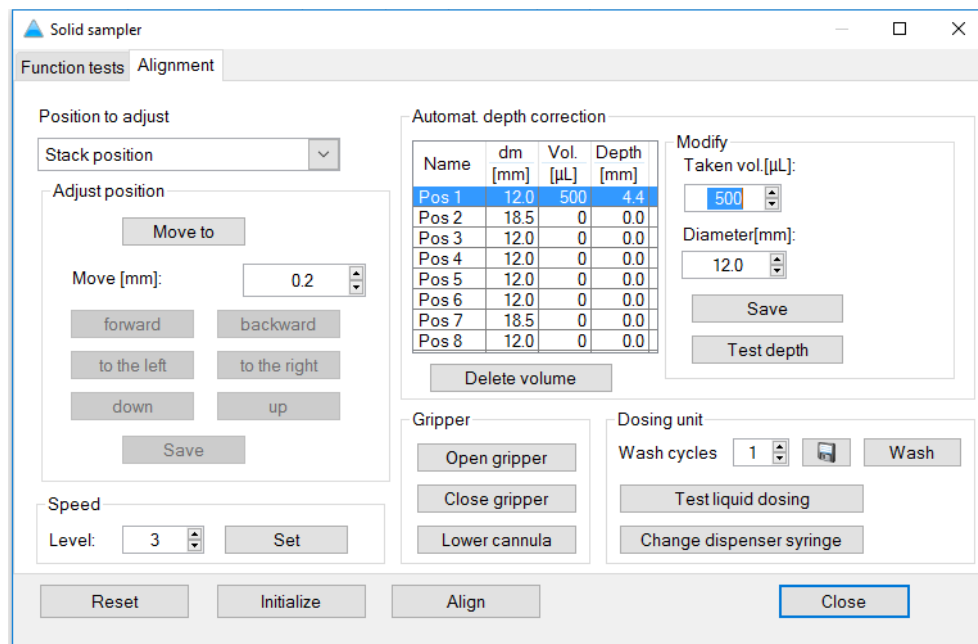 Solid sampler
Function tests Alignment
Position to adjust
Stack position
Adjust position
Move to
Move [mm]: 0.2
forward backward
to the left to the right
down up
Save
Speed
Level: 3 Set
Automat. depth correction
Name dm [mm] Vol. [µL] Depth [mm]
Pos 1 12.0 500 4.4
Pos 2 18.5 0 0.0
Pos 3 12.0 0 0.0
Pos 4 12.0 0 0.0
Pos 5 12.0 0 0.0
Pos 6 12.0 0 0.0
Pos 7 18.5 0 0.0
Pos 8 12.0 0 0.0
Delete volume
Modify
Taken vol.[µL]:
500
Diameter[mm]:
12.0
Save
Test depth
Gripper
Open gripper
Close gripper
Lower cannula
Dosing unit
Wash cycles 1 Wash
Test liquid dosing
Change dispenser syringe
Reset Initialize Align Close